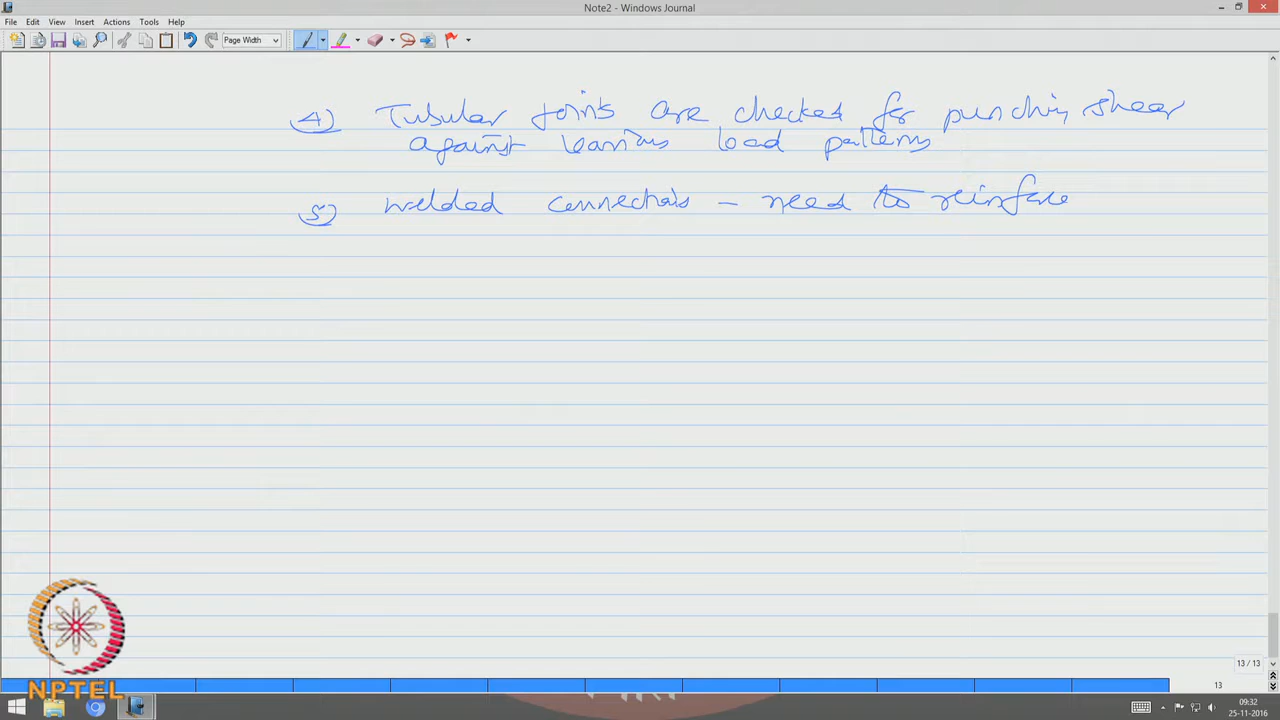 Note2 - Windows Journal
File Edit View Insert Actions Tools Help
Page Width
4) Tubular Joints are checked for punching shear
against various load patterns
5) welded connections - need to reinforce
13 / 13
13
NPTEL
09:32
25-11-2016